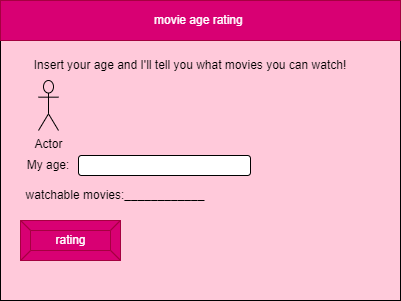 movie age rating
Insert your age and I'll tell you what movies you can watch!
Actor
My age:
watchable movies:____________
rating